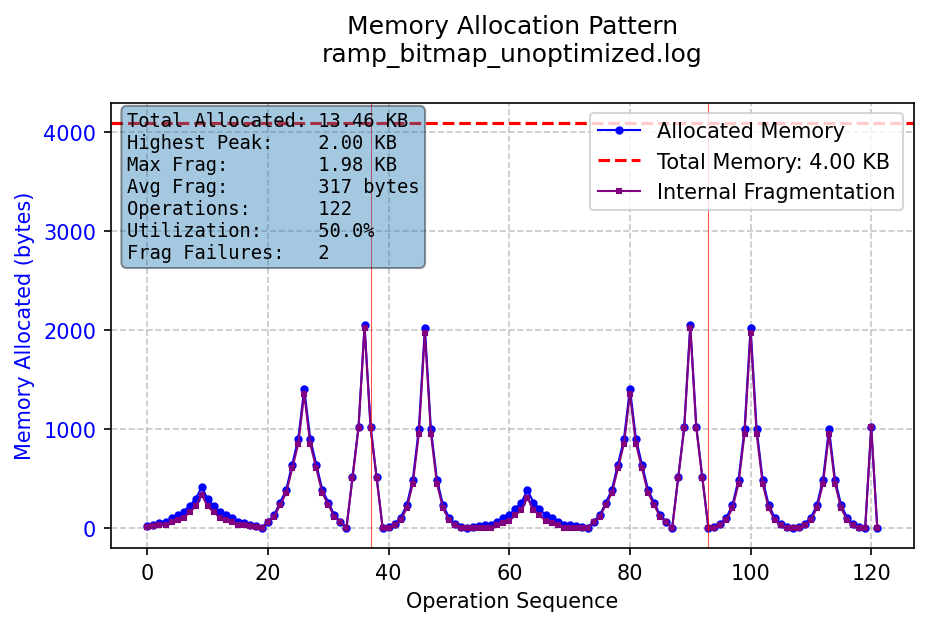 Memory Allocation Pattern
ramp_bitmap_unoptimized.log
Total Allocated: 13.46 KB
Highest Peak: 2.00 KB
Max Frag: 1.98 KB
Avg Frag: 317 bytes
Operations: 122
Utilization: 50.0%
Frag Failures: 2
Allocated Memory
Total Memory: 4.00 KB
Internal Fragmentation
Memory Allocated (bytes)
4000
3000
2000
1000
0
0 20 40 60 80 100 120
Operation Sequence